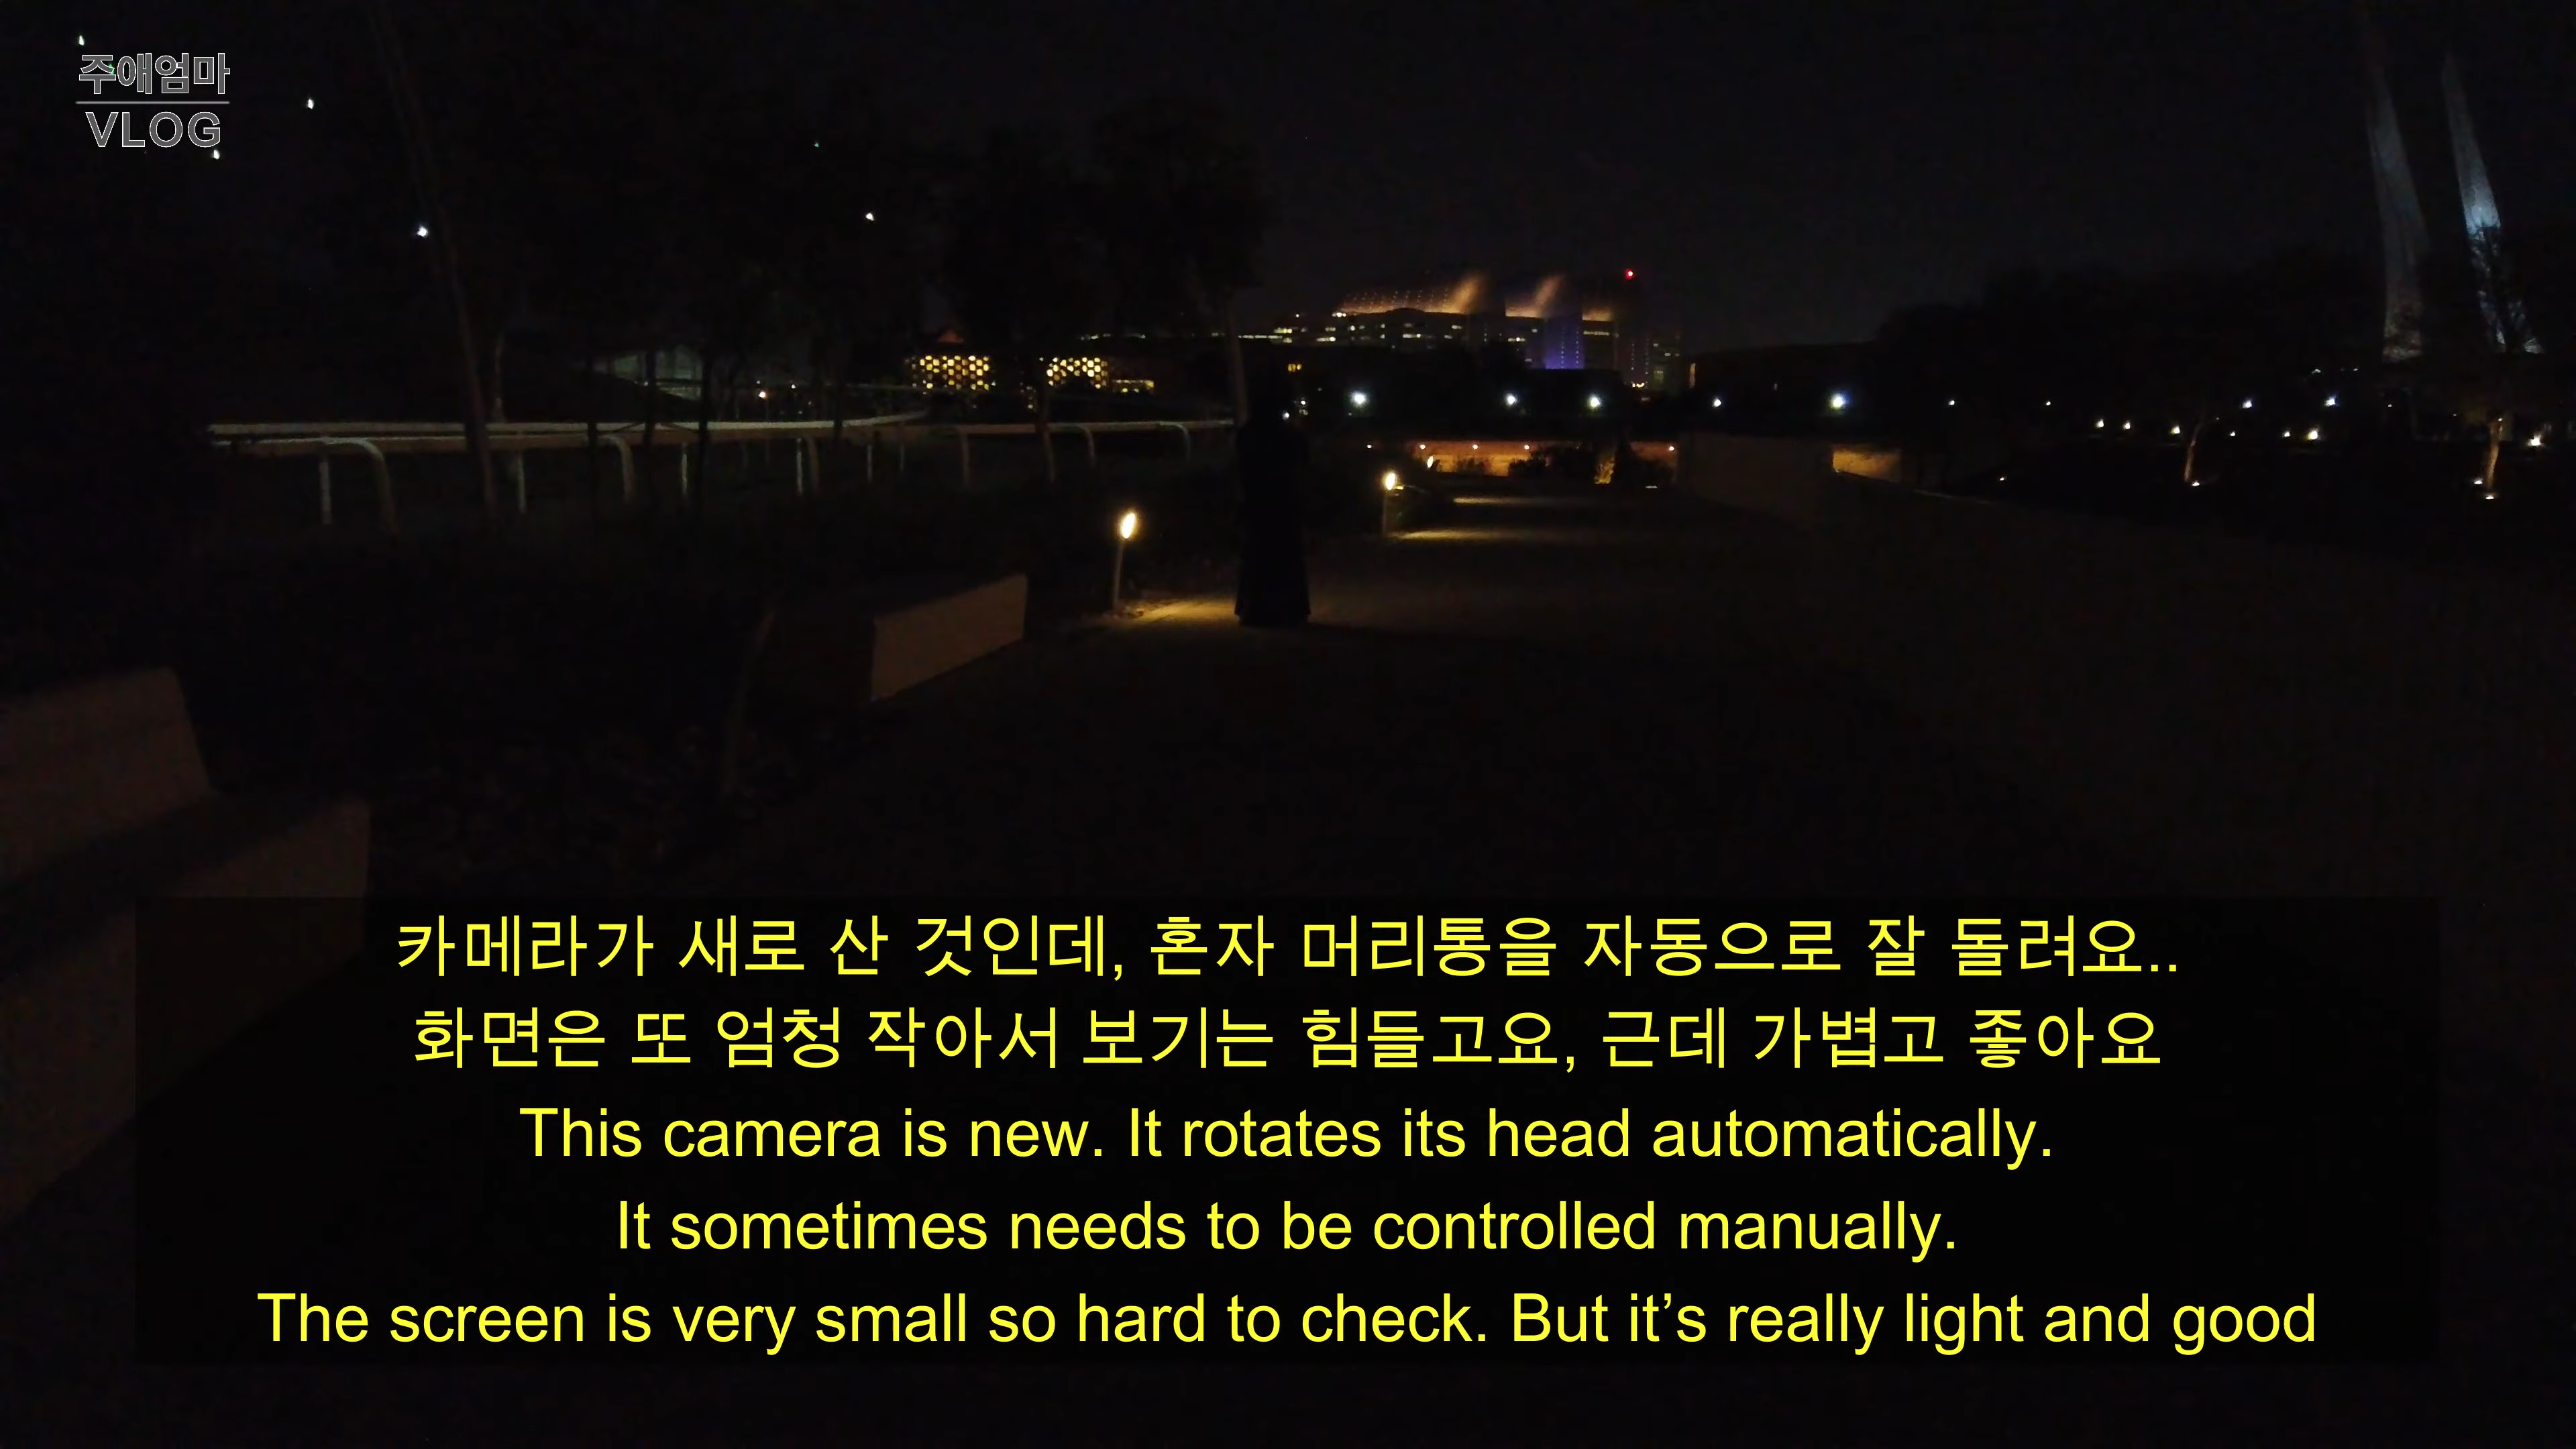 주애엄마
VLOG
카메라가 새로 산 것인데, 혼자 머리통을 자동으로 잘 돌려요..
화면은 또 엄청 작아서 보기는 힘들고요, 근데 가볍고 좋아요
This camera is new. It rotates its head automatically.
It sometimes needs to be controlled manually.
The screen is very small so hard to check. But it’s really light and good